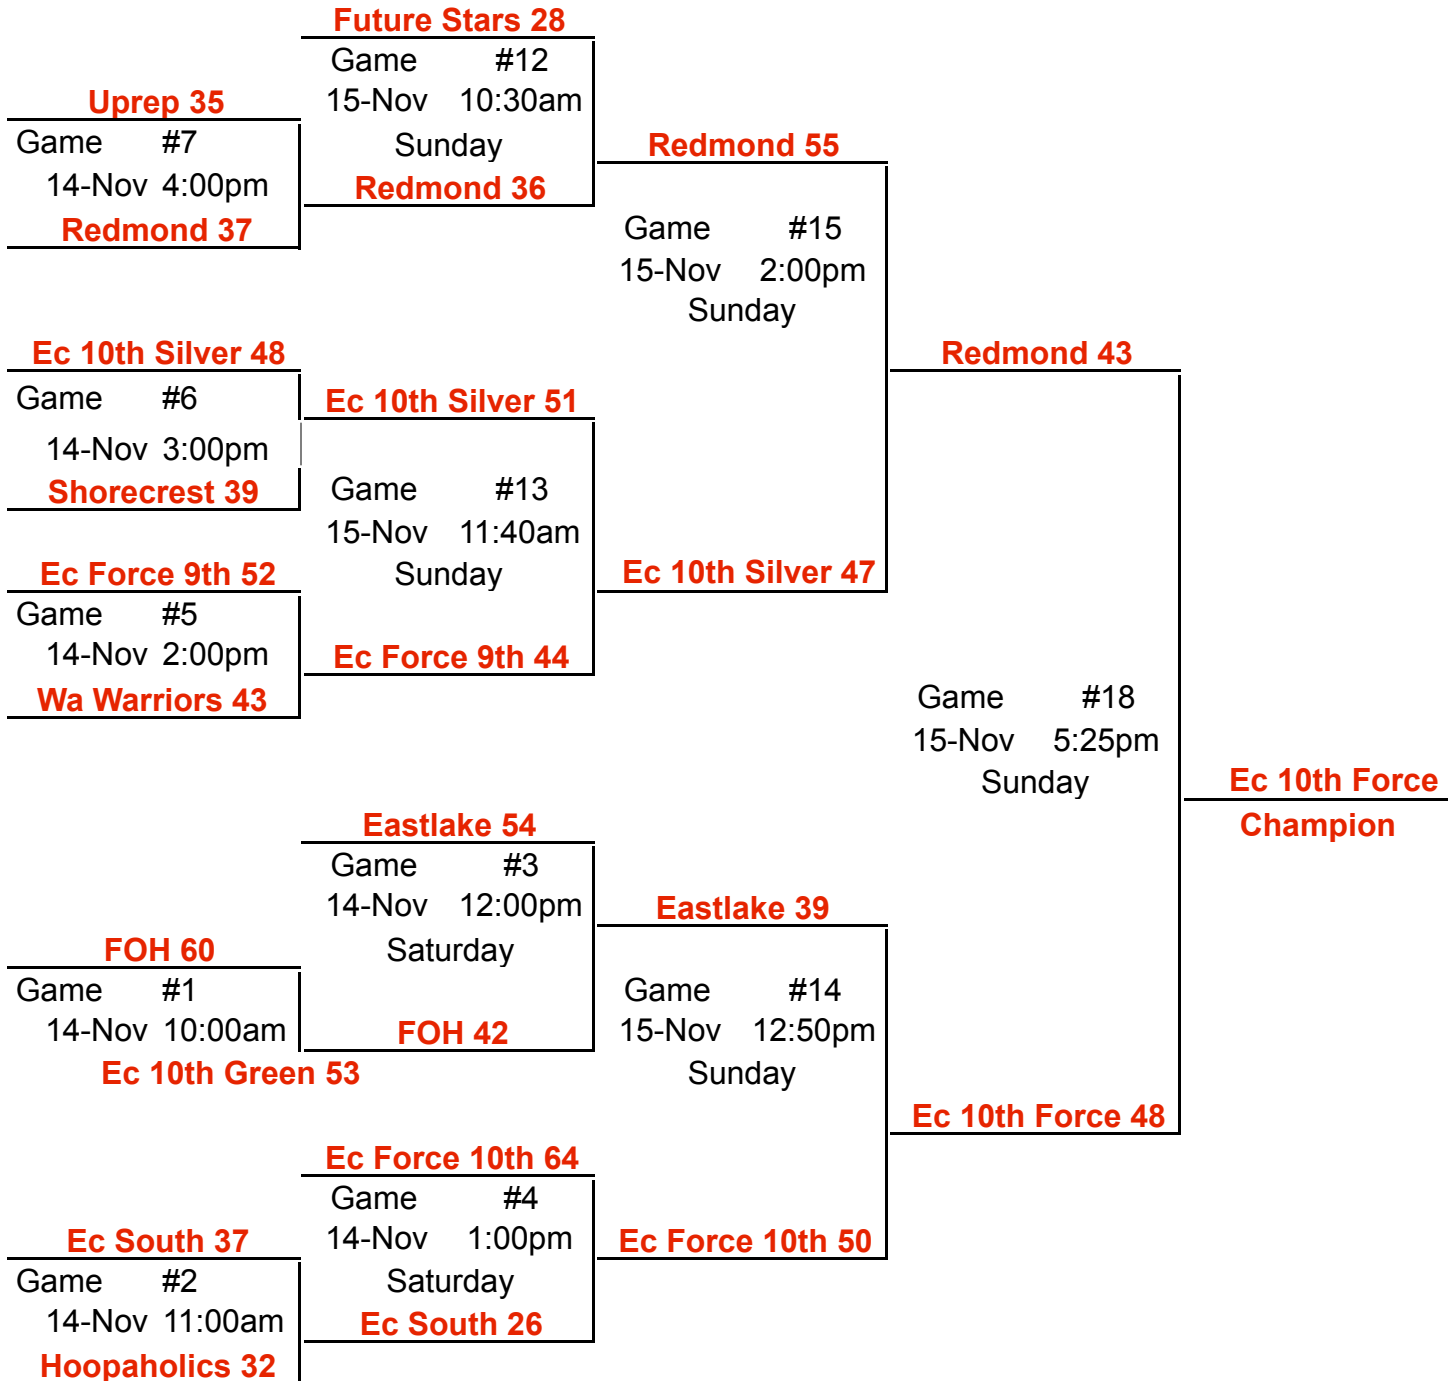 Future Stars 28
Game #12
15-Nov 10:30am
Sunday
Redmond 36
Uprep 35
Game #7
14-Nov 4:00pm
Redmond 37
Redmond 55
Game #15
15-Nov 2:00pm
Sunday
Ec 10th Silver 48
Game #6
14-Nov 3:00pm
Shorecrest 39
Ec 10th Silver 51
Game #13
15-Nov 11:40am
Sunday
Ec Force 9th 44
Ec Force 9th 52
Game #5
14-Nov 2:00pm
Wa Warriors 43
Ec 10th Silver 47
Redmond 43
Game #18
15-Nov 5:25pm
Sunday
Ec 10th Force
Champion
Eastlake 54
Game #3
14-Nov 12:00pm
Saturday
FOH 42
FOH 60
Game #1
14-Nov 10:00am
Ec 10th Green 53
Eastlake 39
Game #14
15-Nov 12:50pm
Sunday
Ec 10th Force 48
Ec Force 10th 64
Game #4
14-Nov 1:00pm
Saturday
Ec South 26
Ec Force 10th 50
Ec South 37
Game #2
14-Nov 11:00am
Hoopaholics 32